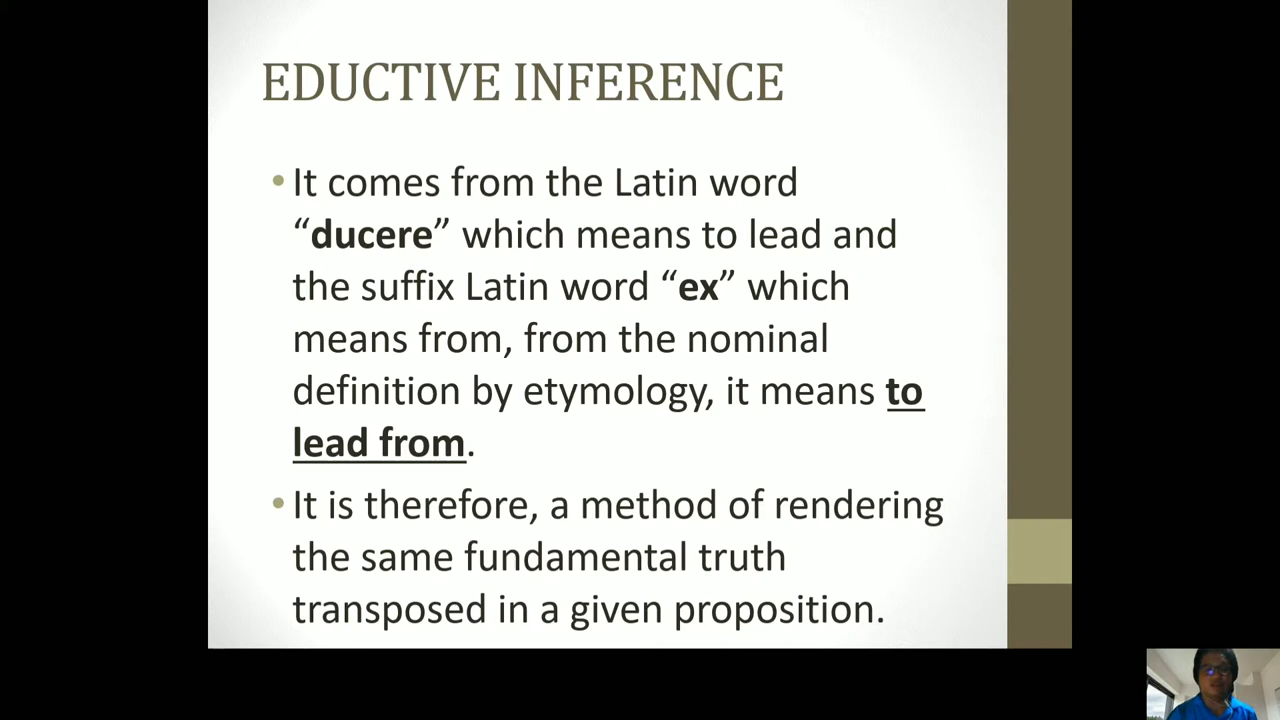 EDUCTIVE INFERENCE
•It comes from the Latin word
“ducere” which means to lead and
the suffix Latin word “ex” which
means from, from the nominal
definition by etymology, it means to
lead from.
•It is therefore, a method of rendering
the same fundamental truth
transposed in a given proposition.